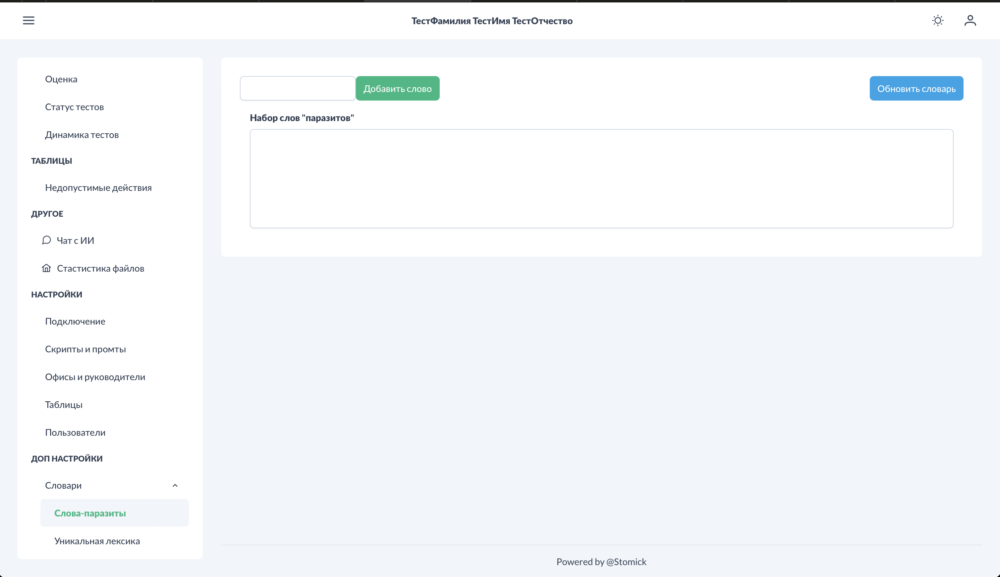 ТестФамилия ТестИмя ТестОтчество
Оценка
Статус тестов
Динамика тестов
ТАБЛИЦЫ
Недопустимые действия
ДРУГОЕ
Чат с ИИ
Стастистика файлов
НАСТРОЙКИ
Подключение
Скрипты и промты
Офисы и руководители
Таблицы
Пользователи
ДОП НАСТРОЙКИ
Словари
Слова-паразиты
Уникальная лексика
Добавить слово
Обновить словарь
Набор слов "паразитов"
Powered by @Stomick